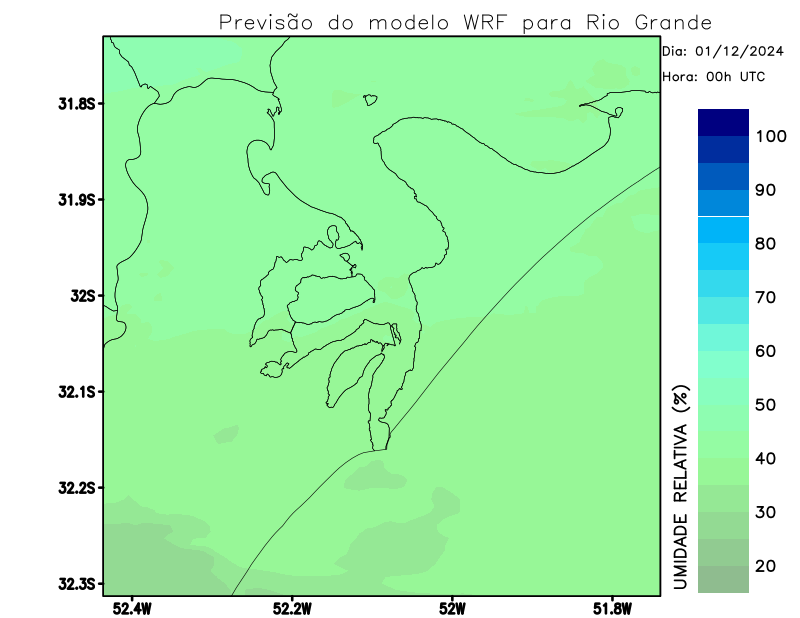 Previsão do modelo WRF para Rio Grande
Dia: 01/12/2024
Hora: 00h UTC
31.8S
31.9S
32S
32.1S
32.2S
32.3S
52.4W
52.2W
52W
51.8W
100
90
80
70
60
50
40
30
20
UMIDADE RELATIVA (%)